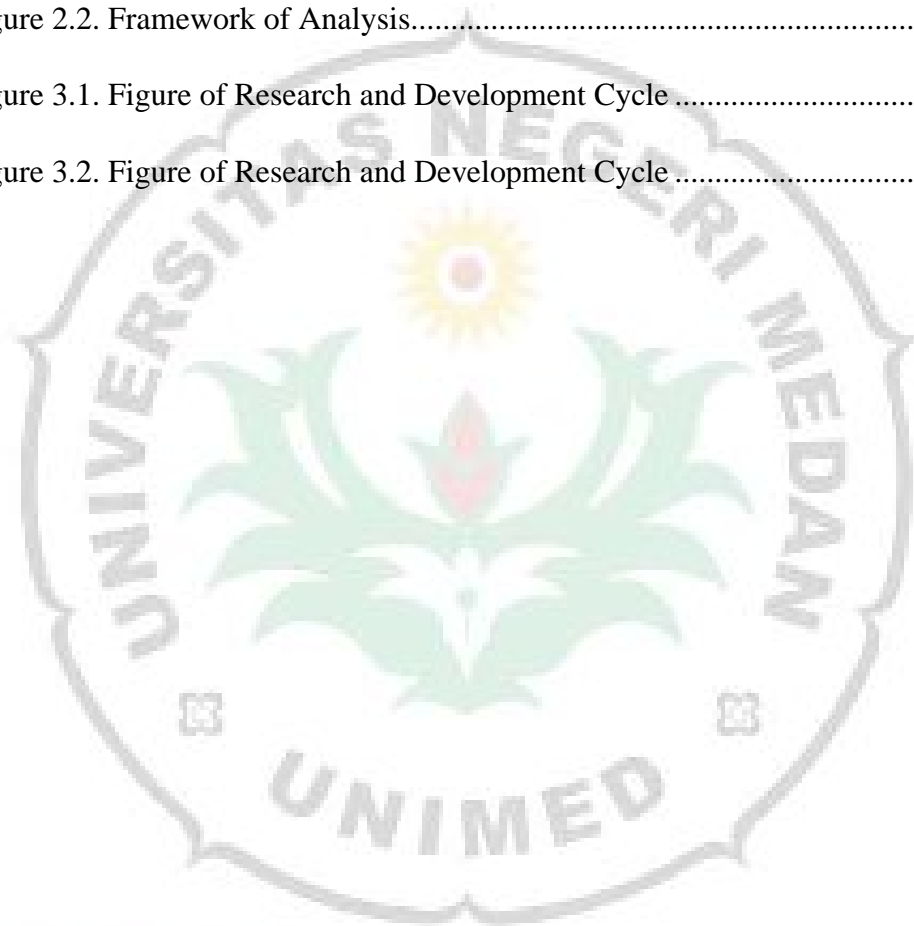 gure 2.2. Framework of Analysis..........................................................................
gure 3.1. Figure of Research and Development Cycle ..............................
gure 3.2. Figure of Research and Development Cycle ..............................
UNIVERSITAS NEGERI MEDAN
UNIMED